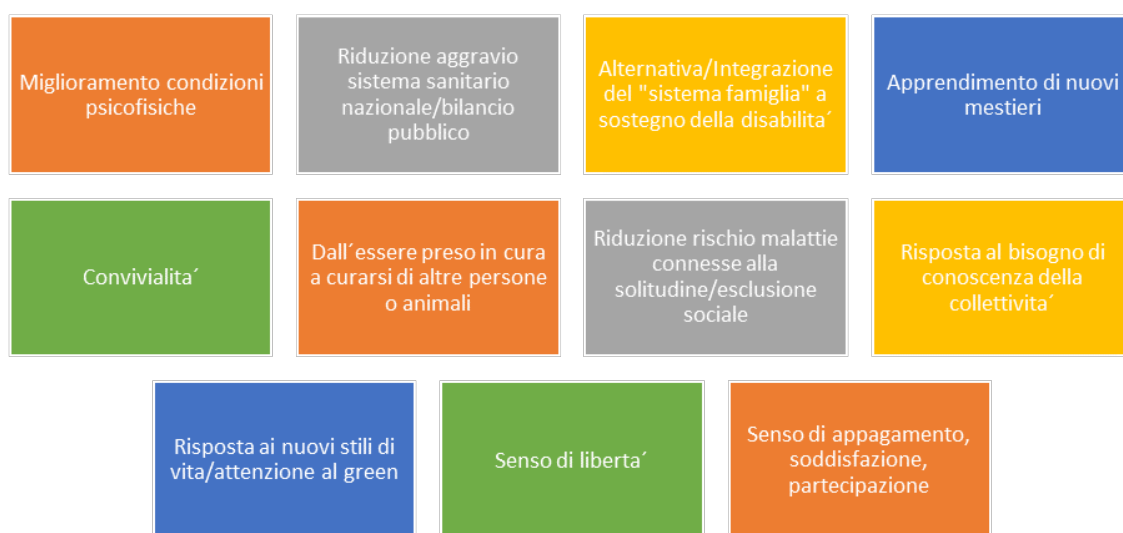 Miglioramento condizioni
psicofisiche
Riduzione aggravio
sistema sanitario
nazionale/bilancio
pubblico
Alternativa/Integrazione
del "sistema famiglia" a
sostegno della disabilita´
Apprendimento di nuovi
mestieri
Convivialita´
Dall´essere preso in cura
a curarsi di altre persone
o animali
Riduzione rischio malattie
connesse alla
solitudine/esclusione
sociale
Risposta al bisogno di
conoscenza della
collettivita´
Risposta ai nuovi stili di
vita/attenzione al green
Senso di liberta´
Senso di appagamento,
soddisfazione,
partecipazione